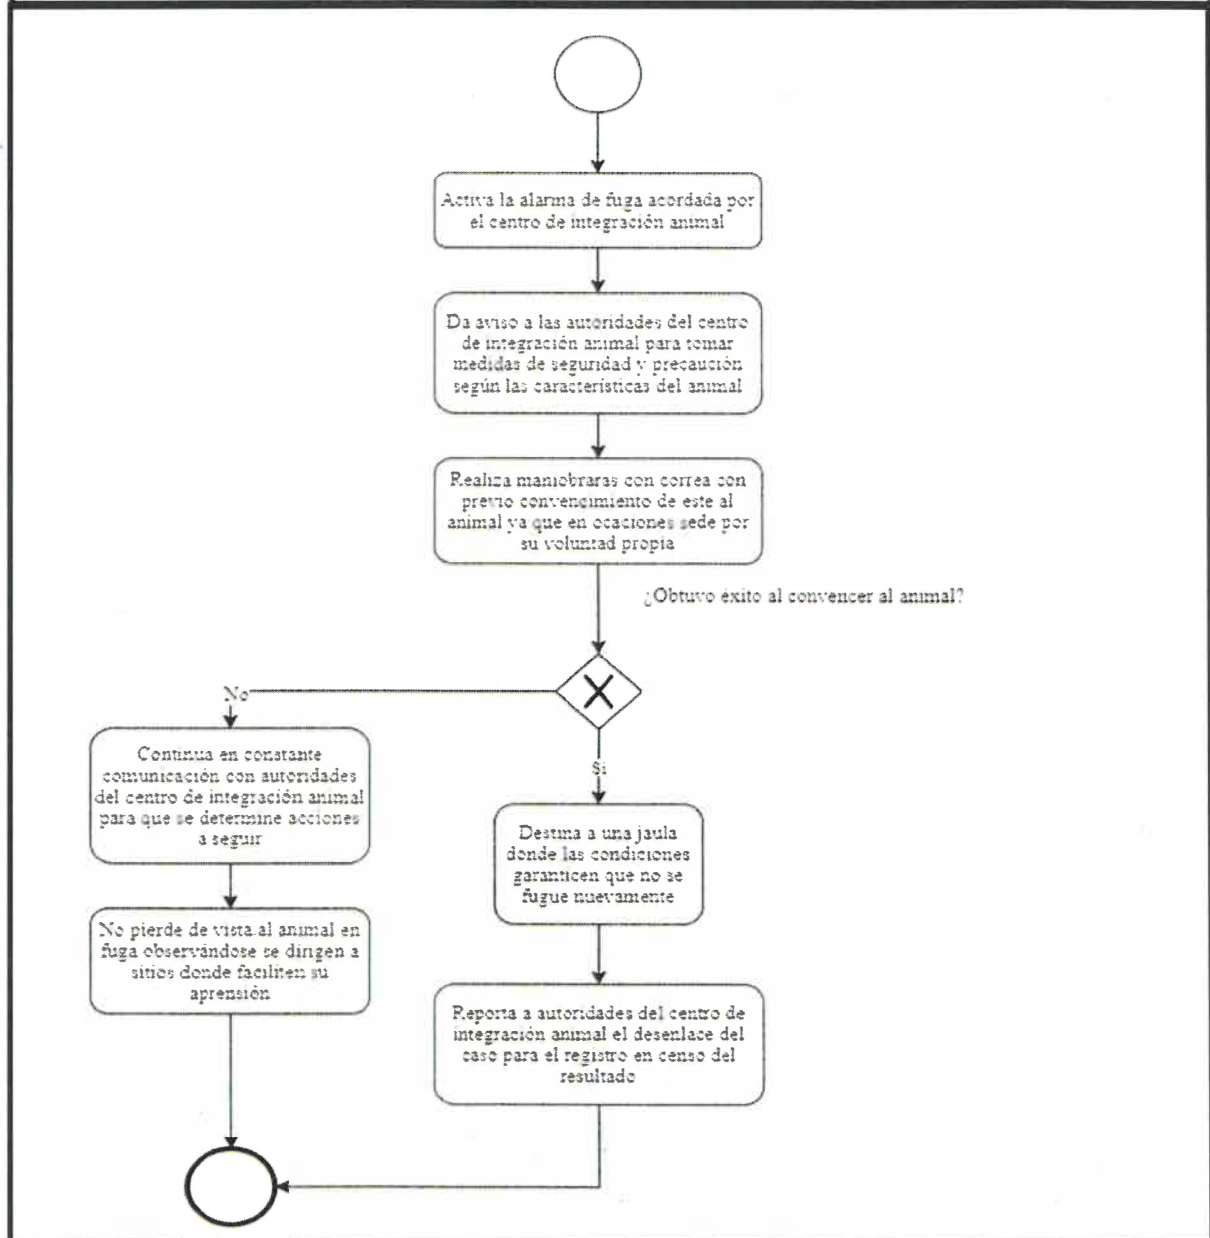 Activa la alarma de fuga acordada por
el centro de integración animal
Da aviso a las autoridades del centro
de integración animal para tomar
medidas de seguridad y precaución
según las características del animal
Realiza maniobraras con correa con
previo convencimiento de este al
animal ya que en ocaciones sede por
su voluntad propia
¿Obtuvo éxito al convencer al animal?
No
Si
Continua en constante
comunicación con autoridades
del centro de integración animal
para que se determine acciones
a seguir
Destina a una jaula
donde las condiciones
garanticen que no se
fugue nuevamente
No pierde de vista al animal en
fuga observándose se dirigen a
sitios donde faciliten su
aprensión
Reporta a autoridades del centro de
integración animal el desenlace del
caso para el registro en censo del
resultado